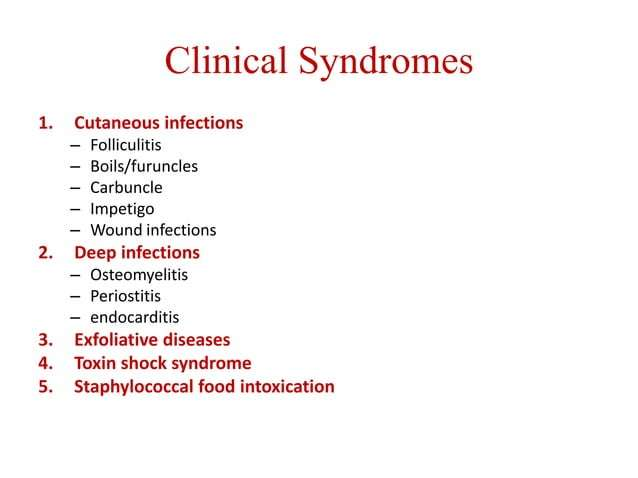 Clinical Syndromes
1. Cutaneous infections
– Folliculitis
– Boils/furuncles
– Carbuncle
– Impetigo
– Wound infections
2. Deep infections
– Osteomyelitis
– Periostitis
– endocarditis
3. Exfoliative diseases
4. Toxin shock syndrome
5. Staphylococcal food intoxication